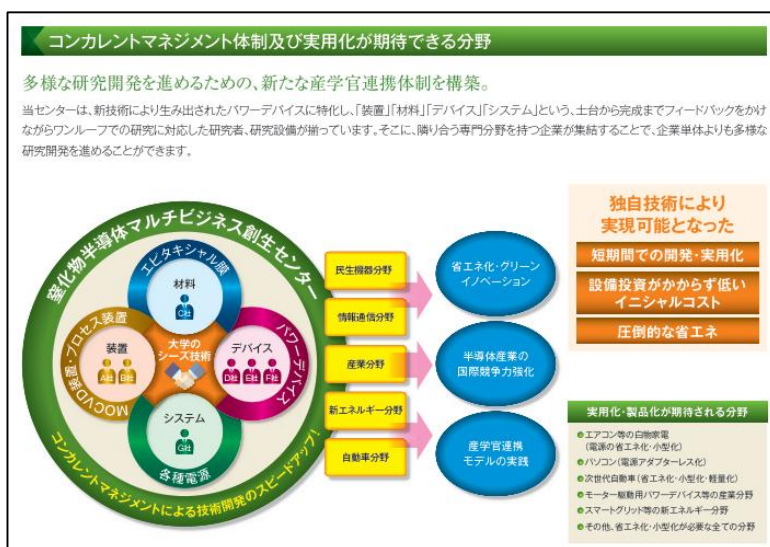 コンカレントマネジメント体制及び実用化が期待できる分野
多様な研究開発を進めるための、新たな産学官連携体制を構築。
当センターは、新技術により生み出されたパワーデバイスに特化し、「装置」「材料」「デバイス」「システム」という、土台から完成までフィードバックをかけ
ながらワンループでの研究に対応した研究者、研究設備が揃っています。そこに、隣り合う専門分野を持つ企業が集結することで、企業単体よりも多様な
研究開発を進めることができます。
窒化物半導体マルチビジネス創生センター
エピタキシャル膜
材料
C社
MOCVD装置・プロセス装置
装置
A社 B社
大学の
シーズ技術
パワーデバイス
デバイス
D社 E社 F社
システム
G社
各種電源
コンカレントマネジメントによる技術開発のスピードアップ!
民生機器分野
情報通信分野
産業分野
新エネルギー分野
自動車分野
省エネ化・グリーン
イノベーション
半導体産業の
国際競争力強化
産学官連携
モデルの実践
独自技術により
実現可能となった
短期間での開発・実用化
設備投資がかからず低い
イニシャルコスト
圧倒的な省エネ
実用化・製品化が期待される分野
エアコン等の白物家電
(電源の省エネ化・小型化)
パソコン(電源アダプターレス化)
次世代自動車(省エネ化・小型化・軽量化)
モーター駆動用パワーデバイス等の産業分野
スマートグリッド等の新エネルギー分野
その他、省エネ化・小型化が必要な全ての分野